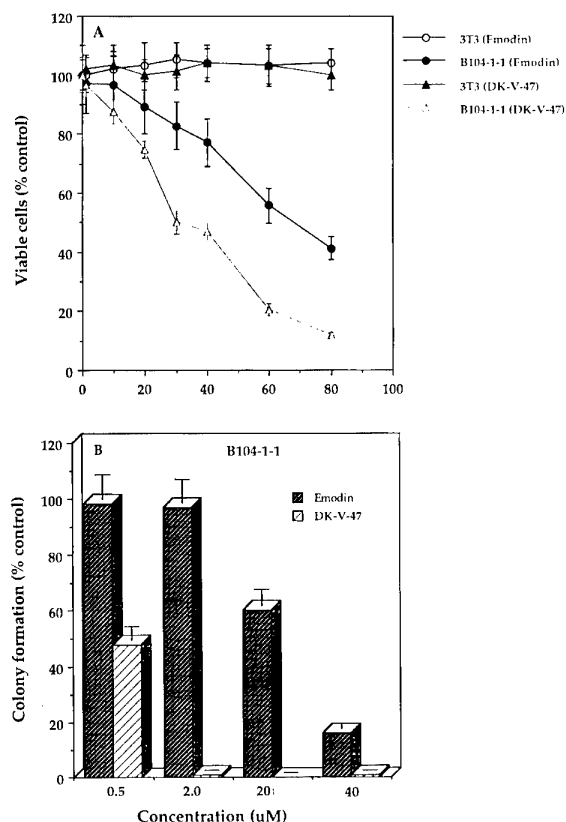 A
Viable cells (% control)
120
100
80
60
40
20
0
0 20 40 60 80 100
3T3 (Emodin)
B104-1-1 (Emodin)
3T3 (DK-V-47)
B104-1-1 (DK-V-47)
B
B104-1-1
Emodin
DK-V-47
Colony formation (% control)
120
100
80
60
40
20
0
0.5 2.0 20 40
Concentration (uM)